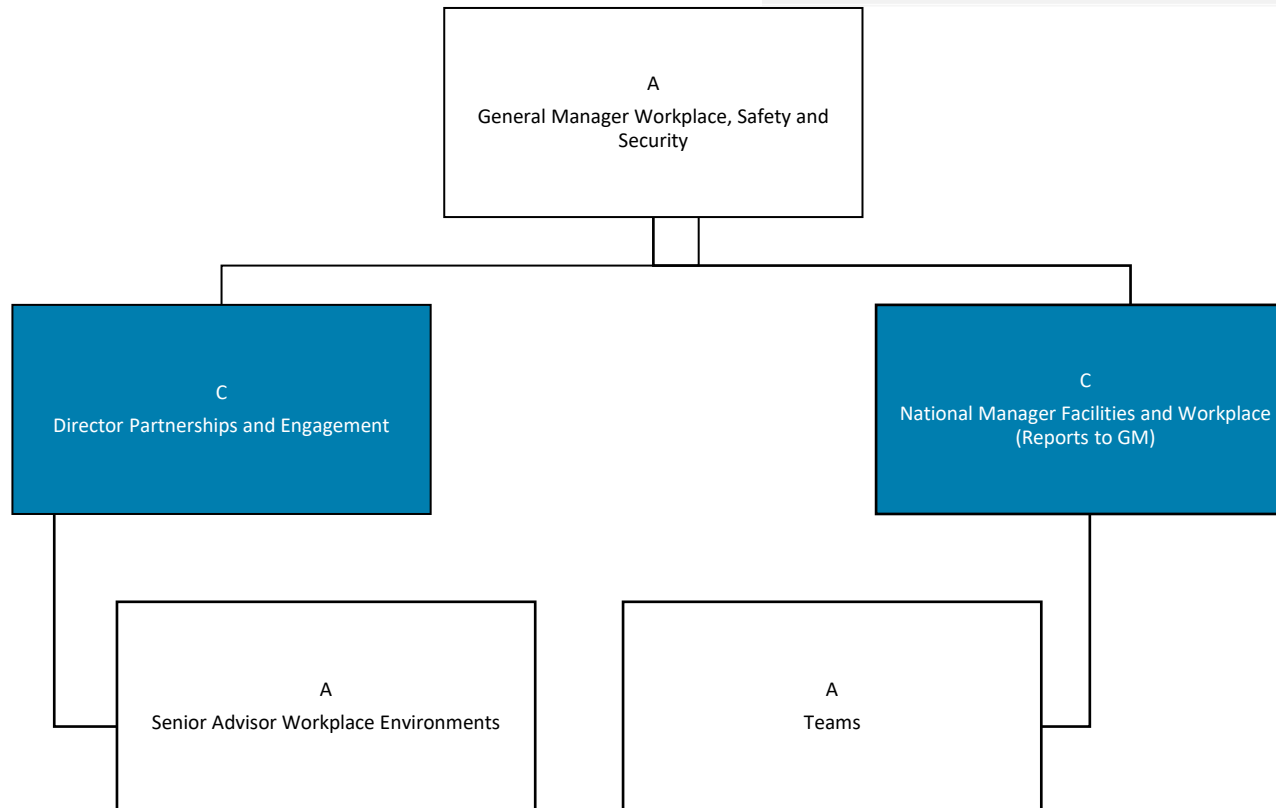 A
General Manager Workplace, Safety and
Security
C
Director Partnerships and Engagement
C
National Manager Facilities and Workplace
(Reports to GM)
A
Senior Advisor Workplace Environments
A
Teams